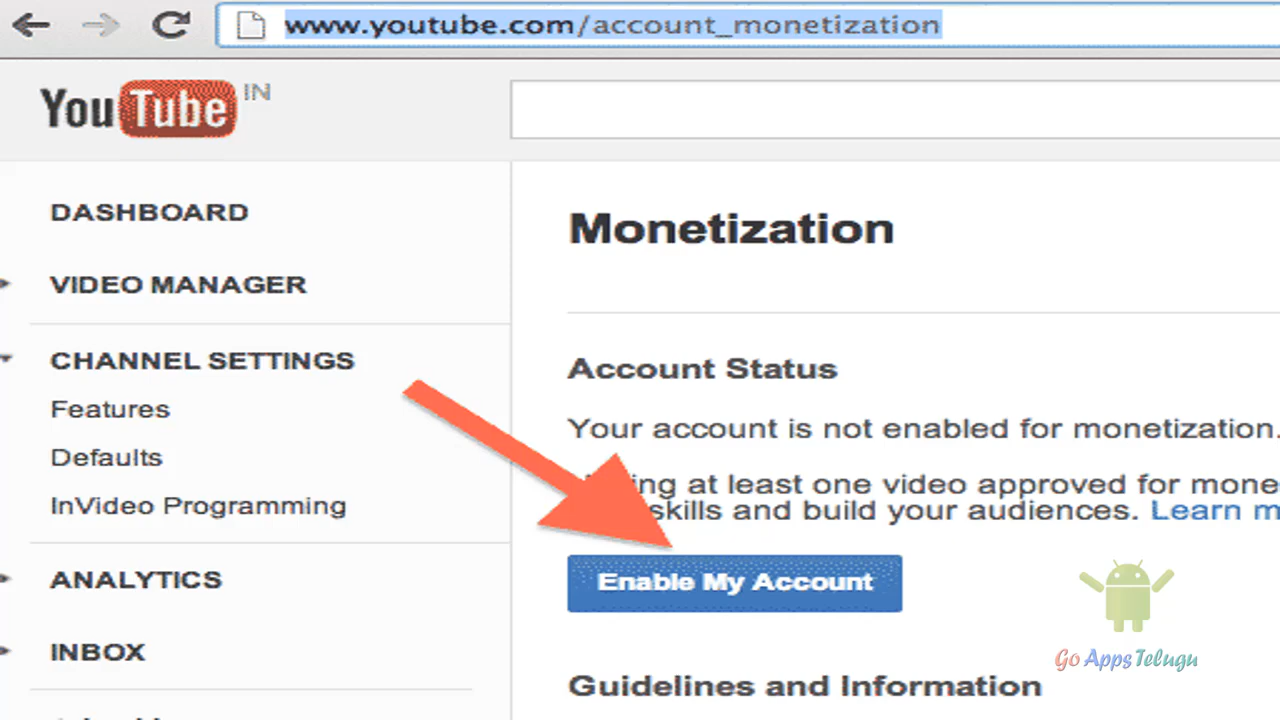 www.youtube.com/account_monetization
YouTube IN
DASHBOARD
VIDEO MANAGER
CHANNEL SETTINGS
Features
Defaults
InVideo Programming
ANALYTICS
INBOX
Monetization
Account Status
Your account is not enabled for monetization.
at least one video approved for mone
skills and build your audiences. Learn m
Enable My Account
Guidelines and Information
Go Apps Telugu